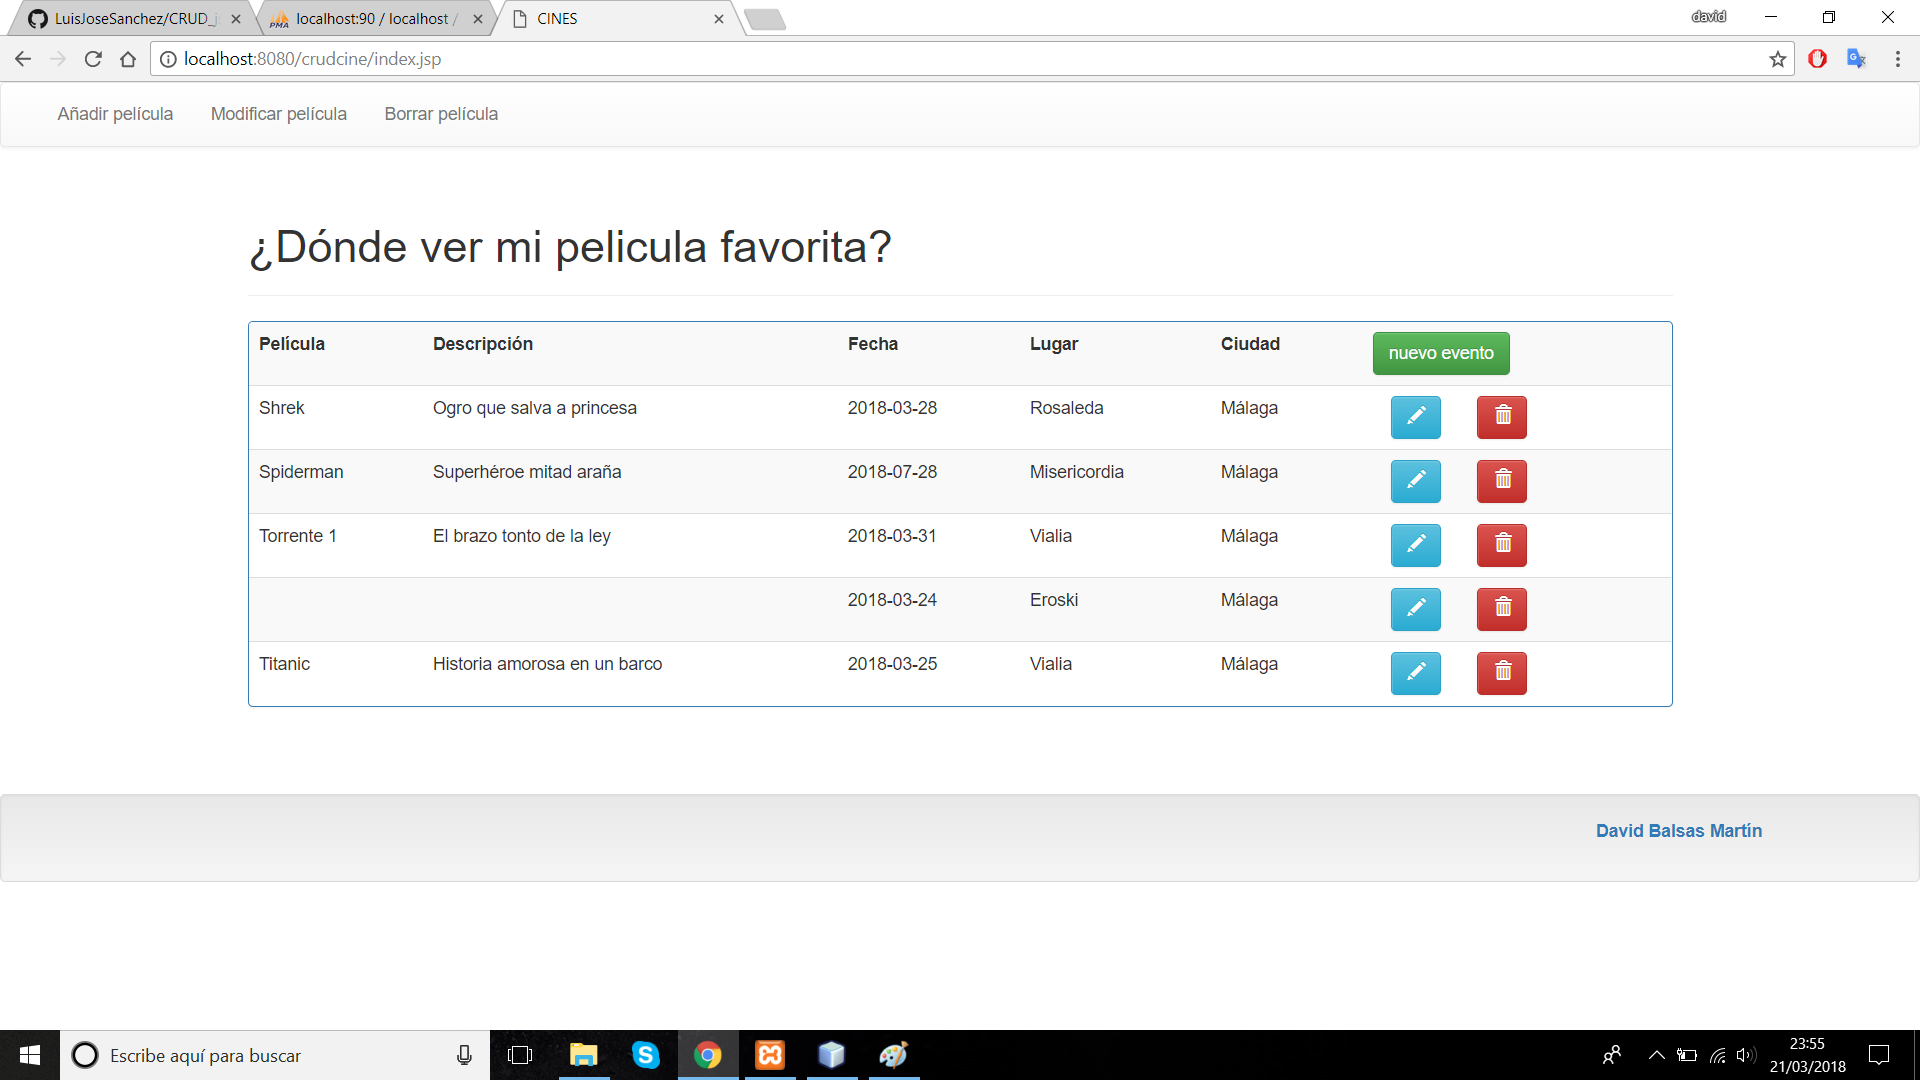 LuisJoseSanchez/CRUD_j
localhost:90 / localhost /
CINES
david
localhost:8080/crudcine/index.jsp
Añadir película Modificar película Borrar película
¿Dónde ver mi pelicula favorita?
Película Descripción Fecha Lugar Ciudad nuevo evento
Shrek Ogro que salva a princesa 2018-03-28 Rosaleda Málaga
Spiderman Superhéroe mitad araña 2018-07-28 Misericordia Málaga
Torrente 1 El brazo tonto de la ley 2018-03-31 Vialia Málaga
2018-03-24 Eroski Málaga
Titanic Historia amorosa en un barco 2018-03-25 Vialia Málaga
David Balsas Martín
Escribe aquí para buscar
23:55
21/03/2018